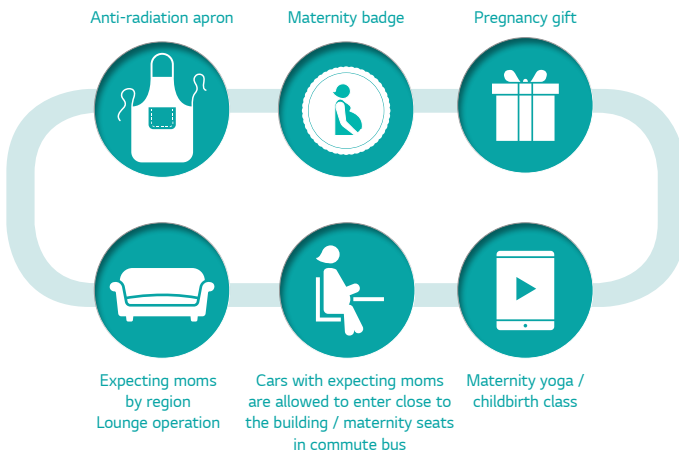 Anti-radiation apron
Maternity badge
Pregnancy gift
Expecting moms
by region
Lounge operation
Cars with expecting moms
are allowed to enter close to
the building / maternity seats
in commute bus
Maternity yoga /
childbirth class